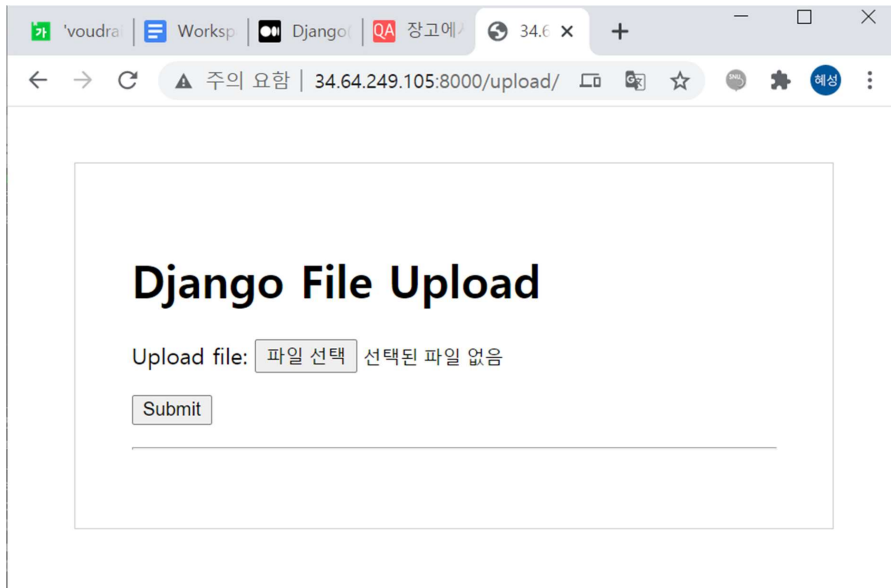 'voudra Worksp Django( QA 장고에서 34.6
주의 요함 34.64.249.105:8000/upload/ 혜성
Django File Upload
Upload file: 파일 선택 선택된 파일 없음
Submit